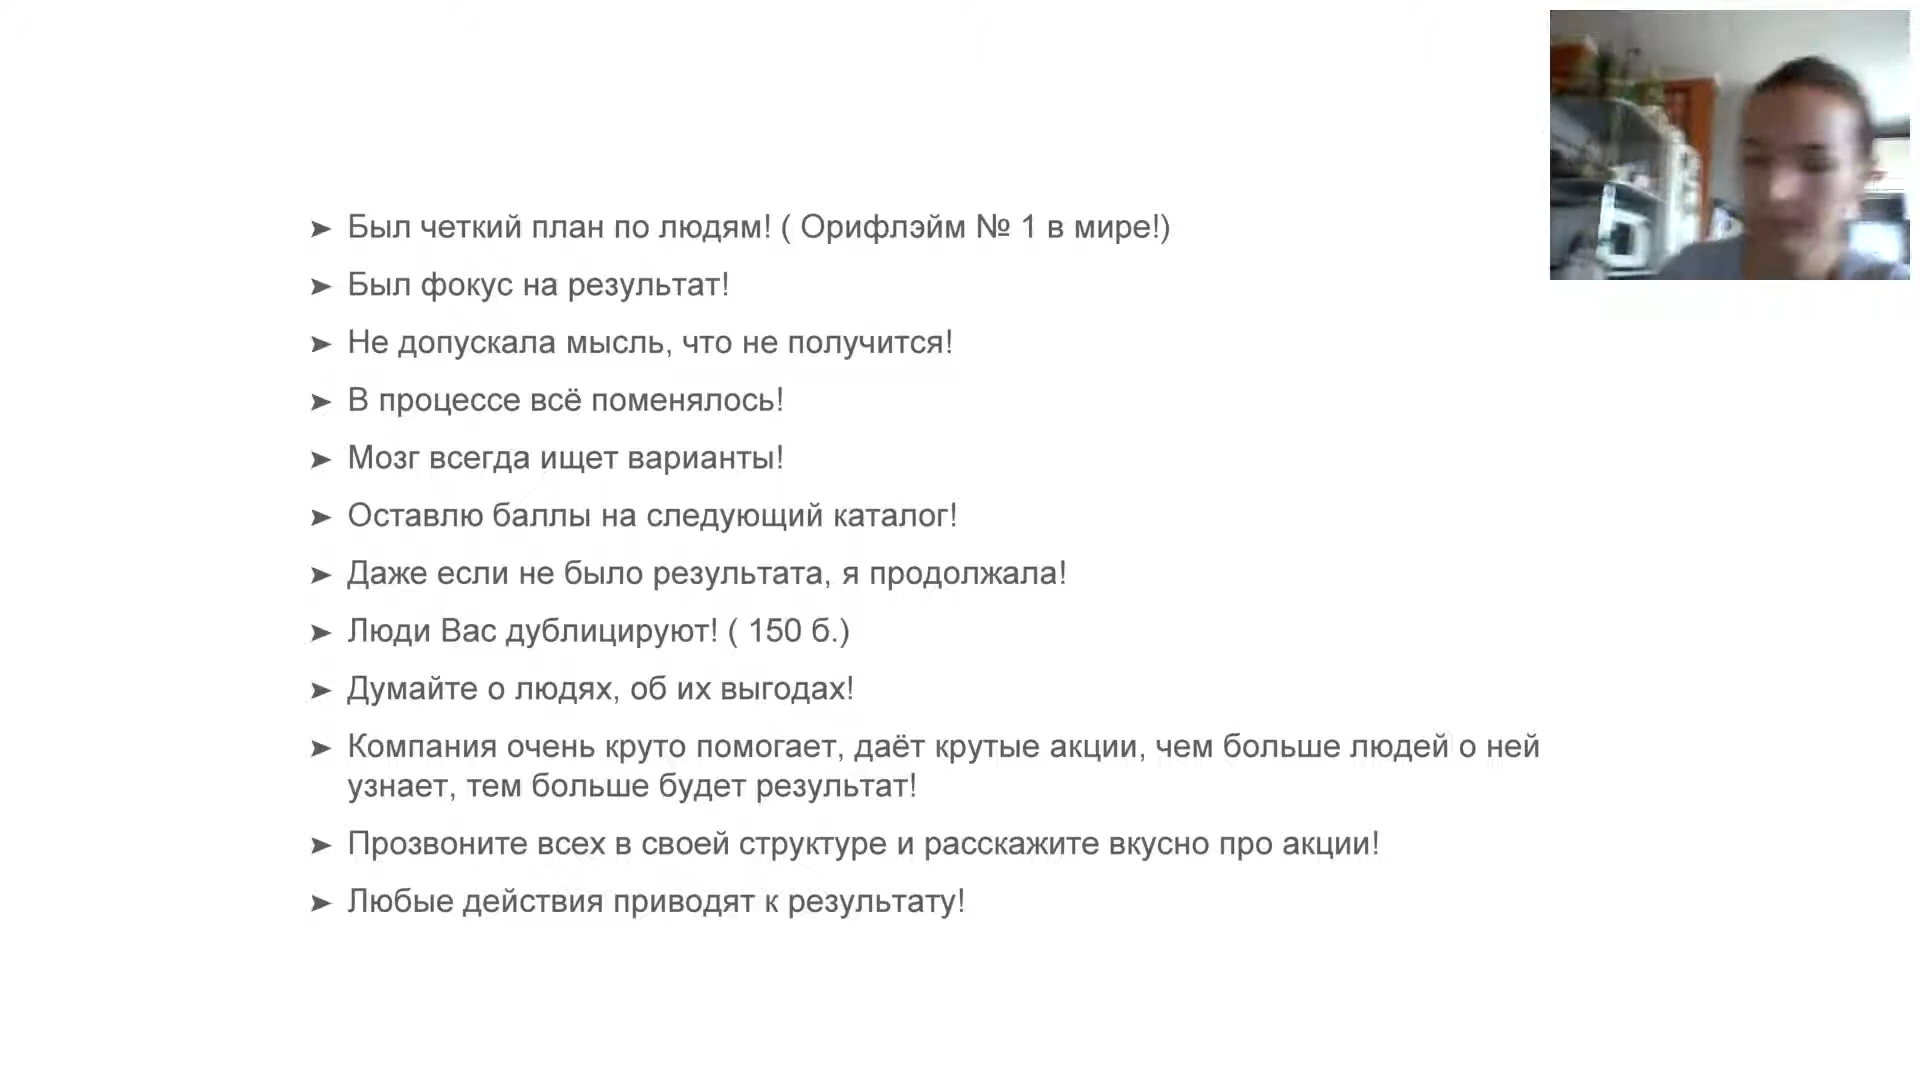 ➤ Был четкий план по людям! ( Орифлэйм № 1 в мире!)
➤ Был фокус на результат!
➤ Не допускала мысль, что не получится!
➤ В процессе всё поменялось!
➤ Мозг всегда ищет варианты!
➤ Оставлю баллы на следующий каталог!
➤ Даже если не было результата, я продолжала!
➤ Люди Вас дублицируют! ( 150 б.)
➤ Думайте о людях, об их выгодах!
➤ Компания очень круто помогает, даёт крутые акции, чем больше людей о ней
узнает, тем больше будет результат!
➤ Прозвоните всех в своей структуре и расскажите вкусно про акции!
➤ Любые действия приводят к результату!